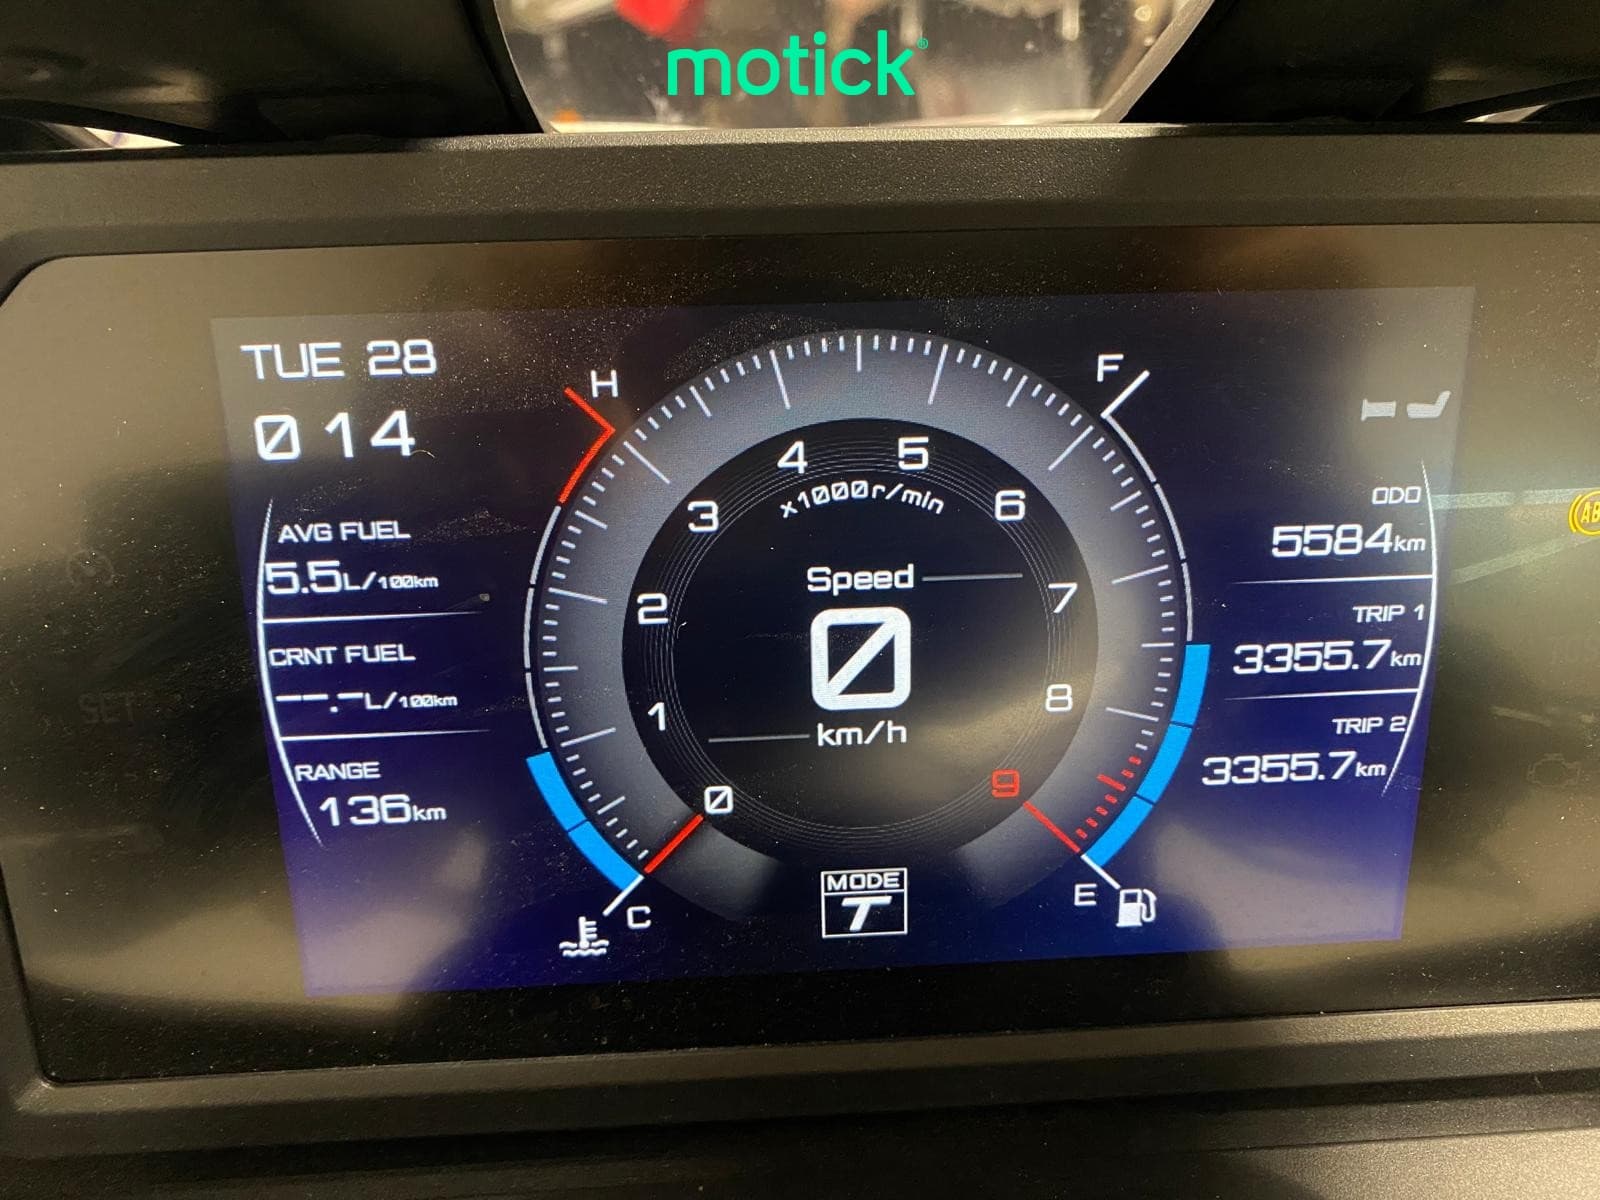 motick®
TUE 28
0 14
AVG FUEL
5.5L/100km
CRNT FUEL
--.-L/100km
RANGE
136km
H
C
4
5
3
6
x1000r/min
2
7
Speed
0
km/h
1
8
0
9
MODE
T
F
E
ODO
5584km
TRIP 1
3355.7km
TRIP 2
3355.7km
SET